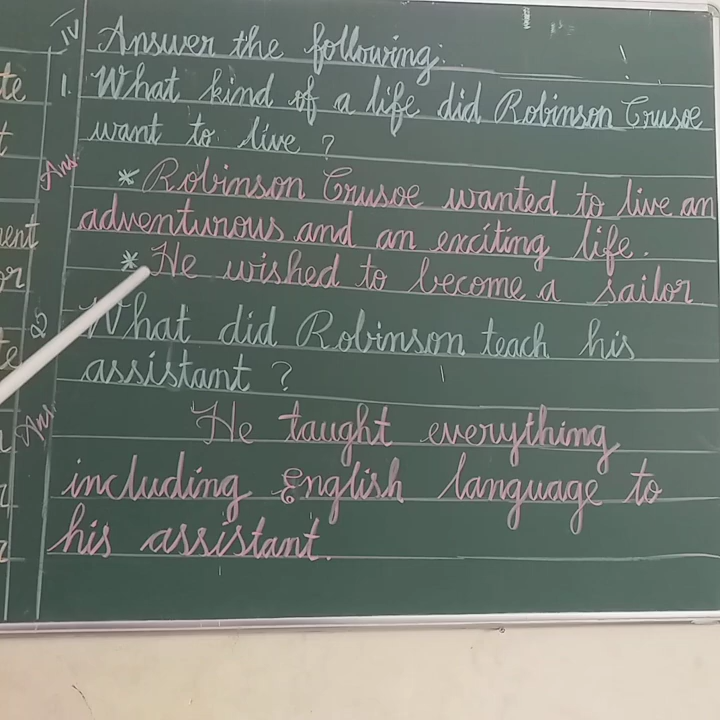 IV Answer the following:
1. What kind of a life did Robinson Crusoe
want to live ?
Ans: * Robinson Crusoe wanted to live an
adventurous and an exciting life.
* He wished to become a sailor
What did Robinson teach his
assistant ?
Ans: He taught everything
including English language to
his assistant.